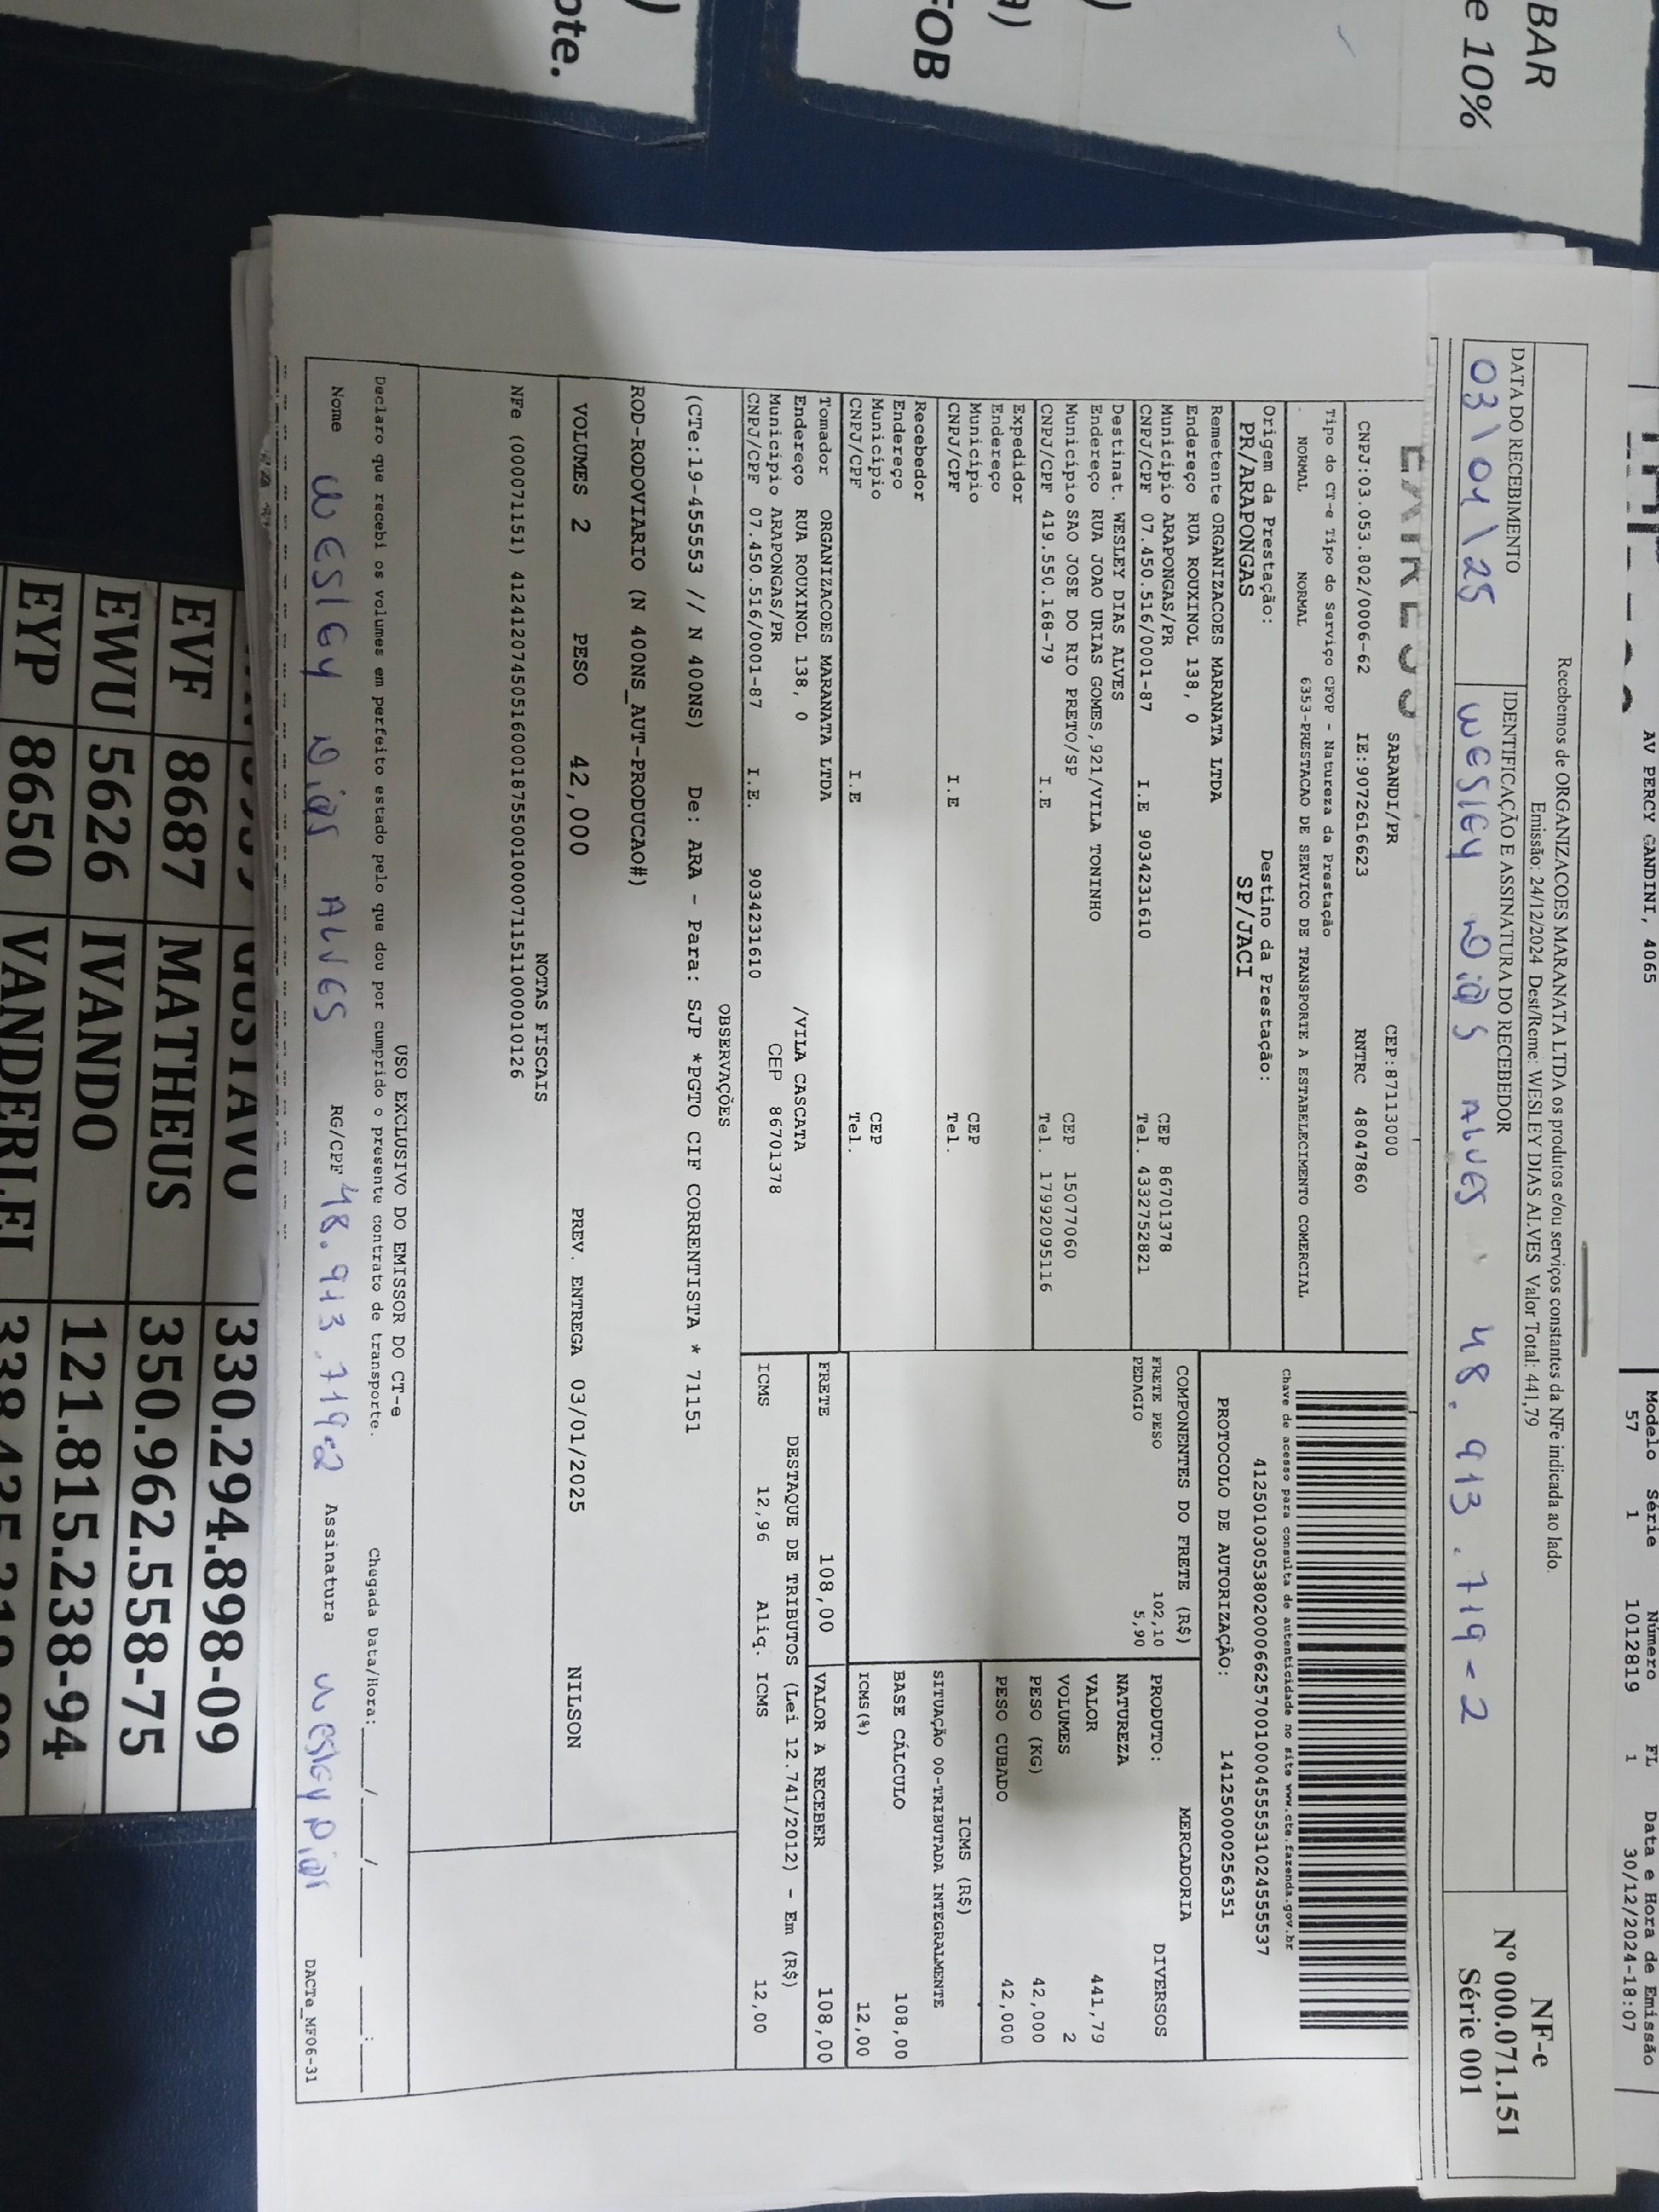 BAR
e 10%
FOB
a)
)
ote.
)
AV PERCY GANDINI, 4065
Modelo Série Número FL Data e Hora de Emissão
57 1 1012819 1 30/12/2024-18:07
Recebemos de ORGANIZACOES MARANATA LTDA os produtos e/ou serviços constantes da NFe indicada ao lado.
Emissão: 24/12/2024 Dest/Reme: WESLEY DIAS ALVES Valor Total: 441,79
DATA DO RECEBIMENTO
IDENTIFICAÇÃO E ASSINATURA DO RECEBEDOR
03/01/25
WESLEY DiAS ALVES 48.913.719-2
NF-e
Nº 000.071.151
Série 001
SARANDI/PR CEP:87113000
CNPJ:03.053.802/0006-62 IE:9072616623 RNTRC 48047860
Tipo do CT-e Tipo do Serviço CFOP - Natureza da Prestação
NORMAL NORMAL 6353-PRESTACAO DE SERVICO DE TRANSPORTE A ESTABELECIMENTO COMERCIAL
Chave de acesso para consulta de autenticidade no site www.cte.fazenda.gov.br
41250103053802000662570010004555531024555537
PROTOCOLO DE AUTORIZAÇÃO: 141250000256351
Origem da Prestação: Destino da Prestação:
PR/ARAPONGAS SP/JACI
Remetente ORGANIZACOES MARANATA LTDA
Endereço RUA ROUXINOL 138, 0
Município ARAPONGAS/PR CEP 86701378
CNPJ/CPF 07.450.516/0001-87 I.E 9034231610 Tel. 4332752821
Destinat. WESLEY DIAS ALVES
Endereço RUA JOAO URIAS GOMES,921/VILA TONINHO
Município SAO JOSE DO RIO PRETO/SP CEP 15077060
CNPJ/CPF 419.550.168-79 I.E Tel. 17992095116
Expedidor
Endereço
Município CEP
CNPJ/CPF I.E Tel.
Recebedor
Endereço
Município CEP
CNPJ/CPF I.E Tel.
Tomador ORGANIZACOES MARANATA LTDA
Endereço RUA ROUXINOL 138, 0 /VILA CASCATA
Município ARAPONGAS/PR CEP 86701378
CNPJ/CPF 07.450.516/0001-87 I.E. 9034231610
COMPONENTES DO FRETE (R$)
FRETE PESO 102,10
PEDAGIO 5,90
MERCADORIA
PRODUTO: DIVERSOS
NATUREZA
VALOR 441,79
VOLUMES 2
PESO (KG) 42,000
PESO CUBADO 42,000
ICMS (R$)
SITUAÇÃO 00-TRIBUTADA INTEGRALMENTE
BASE CÁLCULO 108,00
ICMS(%) 12,00
FRETE 108,00 VALOR A RECEBER 108,00
DESTAQUE DE TRIBUTOS (Lei 12.741/2012) - Em (R$)
ICMS 12,96 Aliq. ICMS 12,00
OBSERVAÇÕES
(CTe:19-455553 // N 400NS) De: ARA - Para: SJP *PGTO CIF CORRENTISTA * 71151
ROD-RODOVIARIO (N 400NS_AUT-PRODUCAO#)
VOLUMES 2 PESO 42,000 PREV. ENTREGA 03/01/2025 NILSON
NOTAS FISCAIS
NFe (000071151) 41241207450516000187550010000711511000010126
USO EXCLUSIVO DO EMISSOR DO CT-e
Declaro que recebi os volumes em perfeito estado pelo que dou por cumprido o presente contrato de transporte. Chegada Data/Hora:___/___/______ ___:___
Nome WESLEY DiAS ALVES RG/CPF 48.913.719-2 Assinatura WESLEY DiAS
DACTe_MF06-31
GUSTAVO 330.294.898-09
EVF 8687 MATHEUS 350.962.558-75
EWU 5626 IVANDO 121.815.238-94
EYP 8650 VANDERLEI